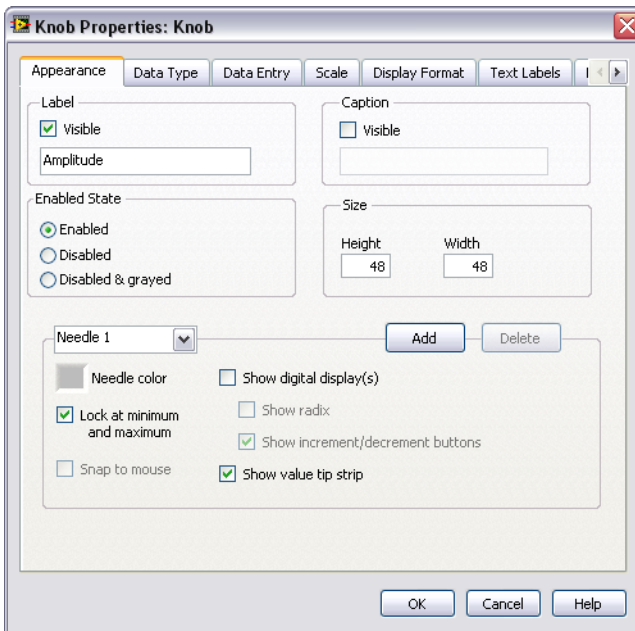 Knob Properties: Knob
Appearance
Data Type
Data Entry
Scale
Display Format
Text Labels
Label
Visible
Amplitude
Caption
Visible
Enabled State
Enabled
Disabled
Disabled & grayed
Size
Height
Width
48
48
Needle 1
Add
Delete
Needle color
Show digital display(s)
Lock at minimum
and maximum
Show radix
Show increment/decrement buttons
Snap to mouse
Show value tip strip
OK
Cancel
Help